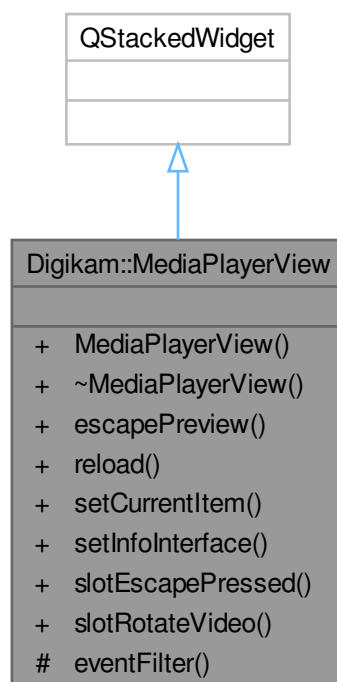 QStackedWidget
Digikam::MediaPlayerView
+ MediaPlayerView()
+ ~MediaPlayerView()
+ escapePreview()
+ reload()
+ setCurrentItem()
+ setInfoInterface()
+ slotEscapePressed()
+ slotRotateVideo()
# eventFilter()